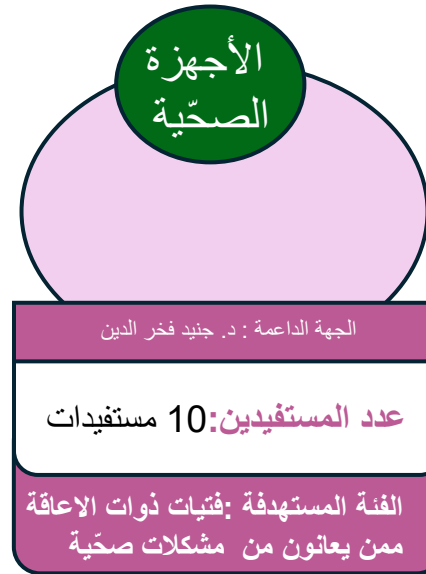 الأجهزة
الصحّية
الجهة الداعمة : د. جنيد فخر الدين
عدد المستفيدين:10 مستفيدات
الفئة المستهدفة :فتيات ذوات الاعاقة
ممن يعانون من مشكلات صحّية